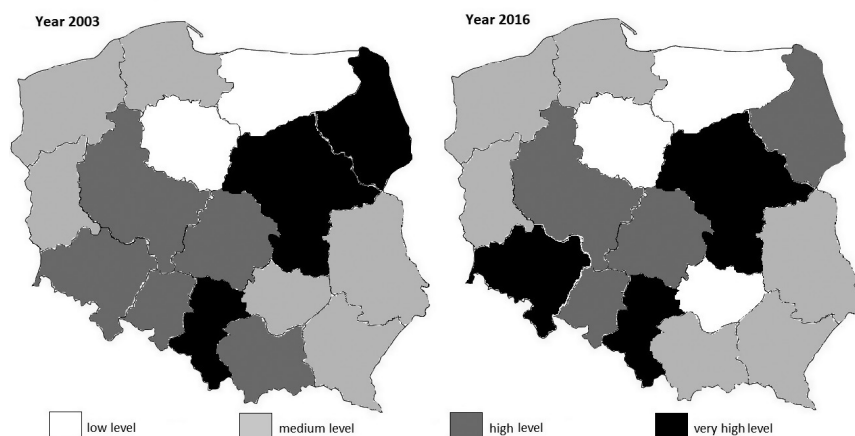 Year 2003
Year 2016
low level
medium level
high level
very high level